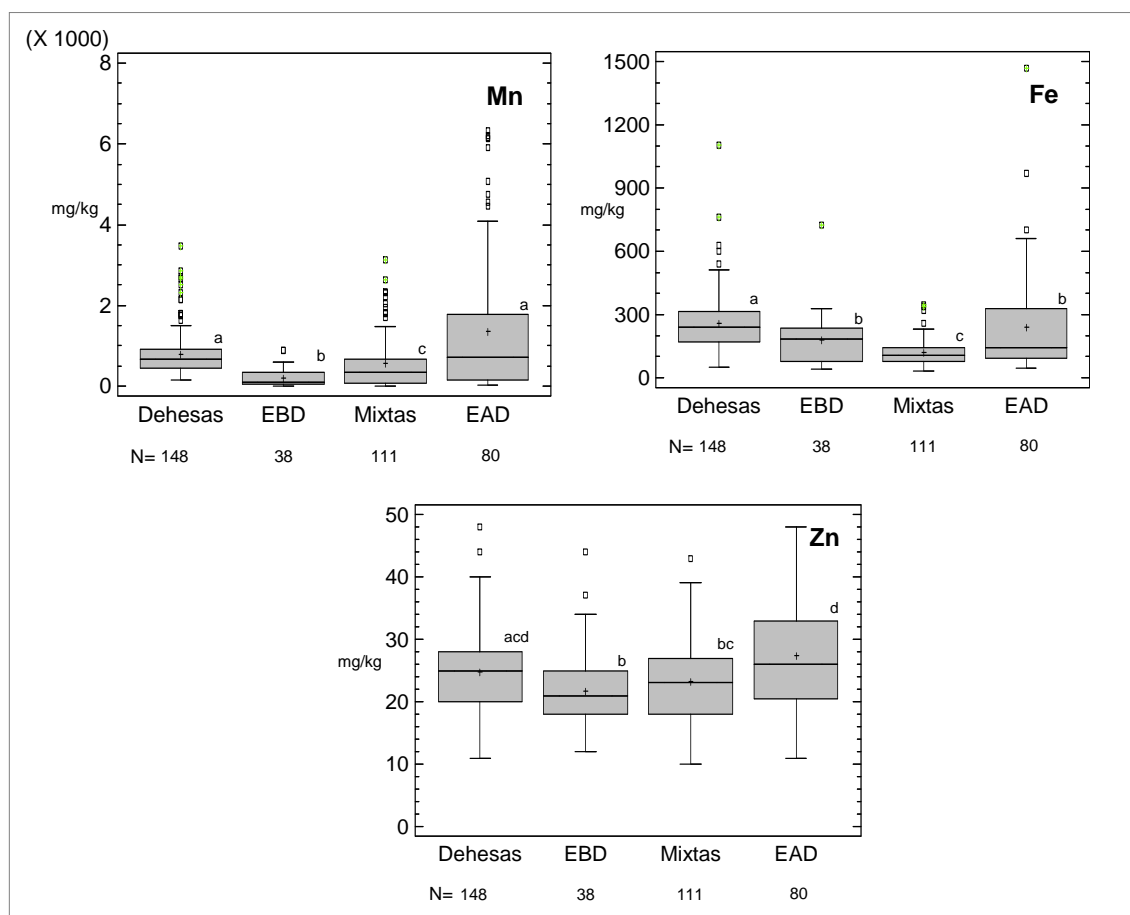 (X 1000)
Mn
8
6
mg/kg
4
2
0
a
b
c
a
Dehesas EBD Mixtas EAD
N= 148 38 111 80
Fe
1500
1200
900
mg/kg
600
300
0
a
b
c
b
Dehesas EBD Mixtas EAD
N= 148 38 111 80
Zn
50
40
30
mg/kg
20
10
0
acd
b
bc
d
Dehesas EBD Mixtas EAD
N= 148 38 111 80